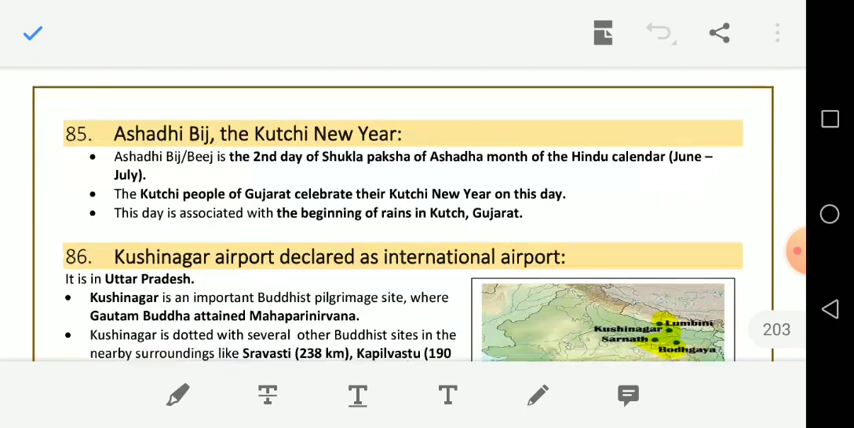 85. Ashadhi Bij, the Kutchi New Year:
• Ashadhi Bij/Beej is the 2nd day of Shukla paksha of Ashadha month of the Hindu calendar (June –
July).
• The Kutchi people of Gujarat celebrate their Kutchi New Year on this day.
• This day is associated with the beginning of rains in Kutch, Gujarat.
86. Kushinagar airport declared as international airport:
It is in Uttar Pradesh.
• Kushinagar is an important Buddhist pilgrimage site, where
Gautam Buddha attained Mahaparinirvana.
• Kushinagar is dotted with several other Buddhist sites in the
nearby surroundings like Sravasti (238 km), Kapilvastu (190
Lumbini
Kushinagar
Sarnath
Bodhgaya
203
T
T
T